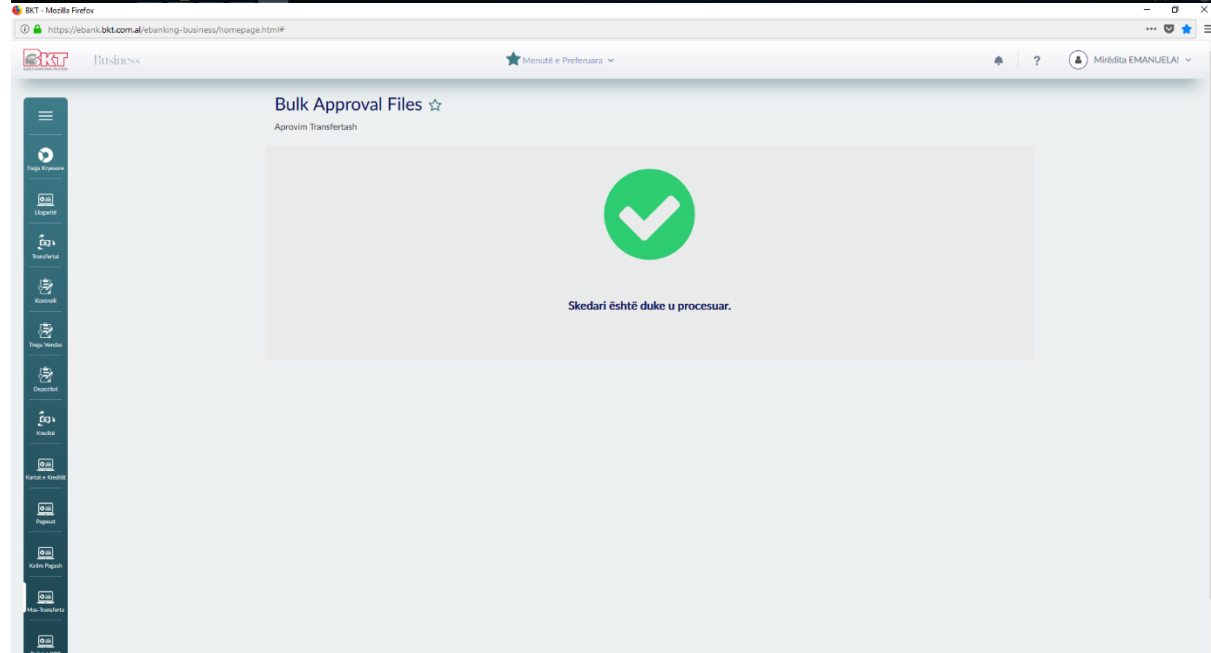 BKT - Mozilla Firefox
https://ebank.bkt.com.al/ebanking-business/homepage.html#
BKT Business
Menutë e Preferuara
? Mirëdita EMANUELA!
Bulk Approval Files
Aprovim Transfertash
Skedari është duke u procesuar.
Faqja Kryesore
Llogaritë
Transfertat
Kontrolli
Tregu Vendas
Depozitat
Kreditë
Kartat e Kreditit
Pagesat
Kalim Pagash
Mas-Transferta